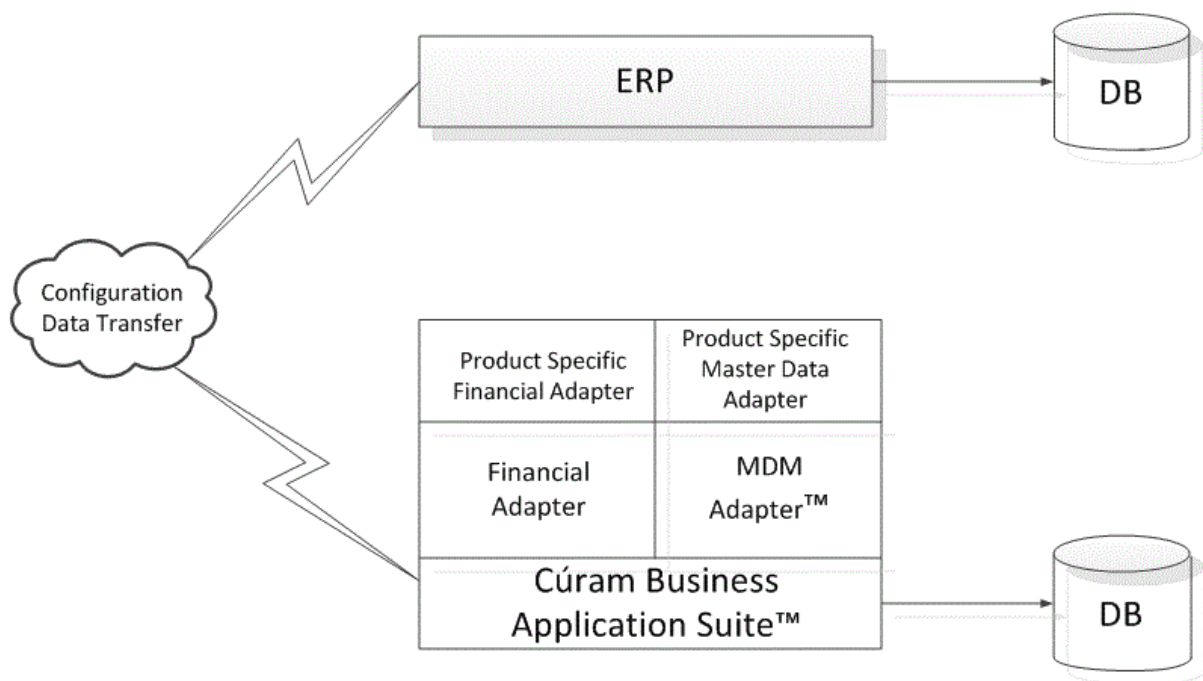 ERP
DB
Configuration
Data Transfer
Product Specific
Financial Adapter
Product Specific
Master Data
Adapter
Financial
Adapter
MDM
Adapter™
Cúram Business
Application Suite™
DB